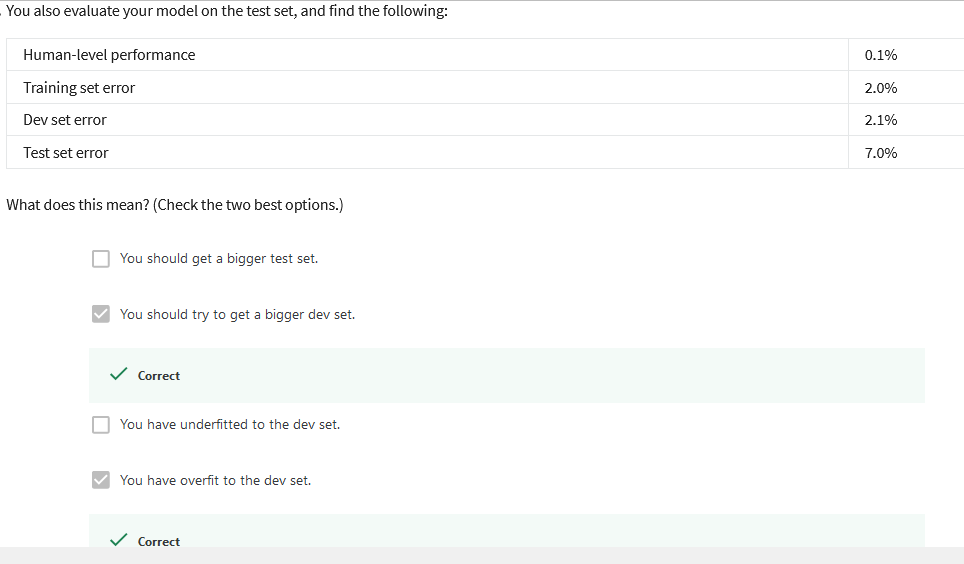 You also evaluate your model on the test set, and find the following:
Human-level performance 0.1%
Training set error 2.0%
Dev set error 2.1%
Test set error 7.0%
What does this mean? (Check the two best options.)
You should get a bigger test set.
You should try to get a bigger dev set.
Correct
You have underfitted to the dev set.
You have overfit to the dev set.
Correct